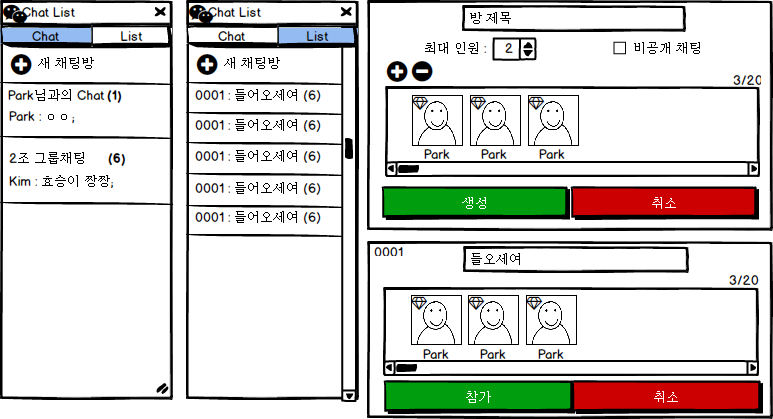 Chat List
Chat List
새 채팅방
Park님과의 Chat (1)
Park : ㅇㅇ;
2조 그룹채팅 (6)
Kim : 효승이 짱짱;
Chat List
Chat List
새 채팅방
0001 : 들어오세여 (6)
0001 : 들어오세여 (6)
0001 : 들어오세여 (6)
0001 : 들어오세여 (6)
0001 : 들어오세여 (6)
방 제목
최대 인원 : 2 비공개 채팅
3/20
Park Park Park
생성 취소
0001 들오세여
3/20
Park Park Park
참가 취소